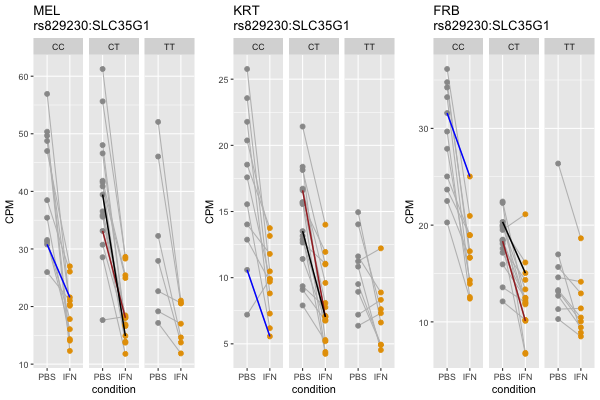 MEL
rs829230:SLC35G1
CC CT TT
60
50
40
30
20
10
CPM
PBS IFN PBS IFN PBS IFN
condition
KRT
rs829230:SLC35G1
CC CT TT
25
20
15
10
5
CPM
PBS IFN PBS IFN PBS IFN
condition
FRB
rs829230:SLC35G1
CC CT TT
30
20
10
CPM
PBS IFN PBS IFN PBS IFN
condition